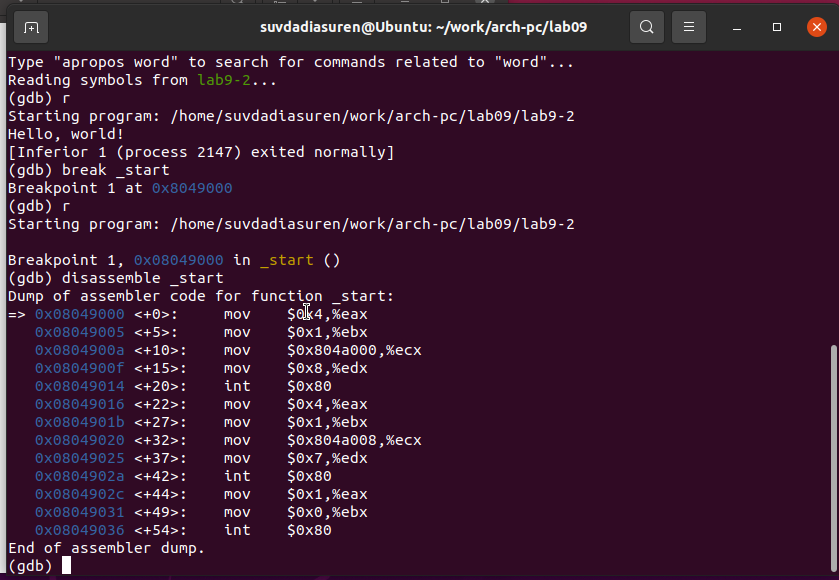 suvdadiasuren@Ubuntu: ~/work/arch-pc/lab09
Type "apropos word" to search for commands related to "word"...
Reading symbols from lab9-2...
(gdb) r
Starting program: /home/suvdadiasuren/work/arch-pc/lab09/lab9-2
Hello, world!
[Inferior 1 (process 2147) exited normally]
(gdb) break _start
Breakpoint 1 at 0x8049000
(gdb) r
Starting program: /home/suvdadiasuren/work/arch-pc/lab09/lab9-2
Breakpoint 1, 0x08049000 in _start ()
(gdb) disassemble _start
Dump of assembler code for function _start:
=> 0x08049000 <+0>:    mov    $0x4,%eax
0x08049005 <+5>:    mov    $0x1,%ebx
0x0804900a <+10>:    mov    $0x804a000,%ecx
0x0804900f <+15>:    mov    $0x8,%edx
0x08049014 <+20>:    int    $0x80
0x08049016 <+22>:    mov    $0x4,%eax
0x0804901b <+27>:    mov    $0x1,%ebx
0x08049020 <+32>:    mov    $0x804a008,%ecx
0x08049025 <+37>:    mov    $0x7,%edx
0x0804902a <+42>:    int    $0x80
0x0804902c <+44>:    mov    $0x1,%eax
0x08049031 <+49>:    mov    $0x0,%ebx
0x08049036 <+54>:    int    $0x80
End of assembler dump.
(gdb)